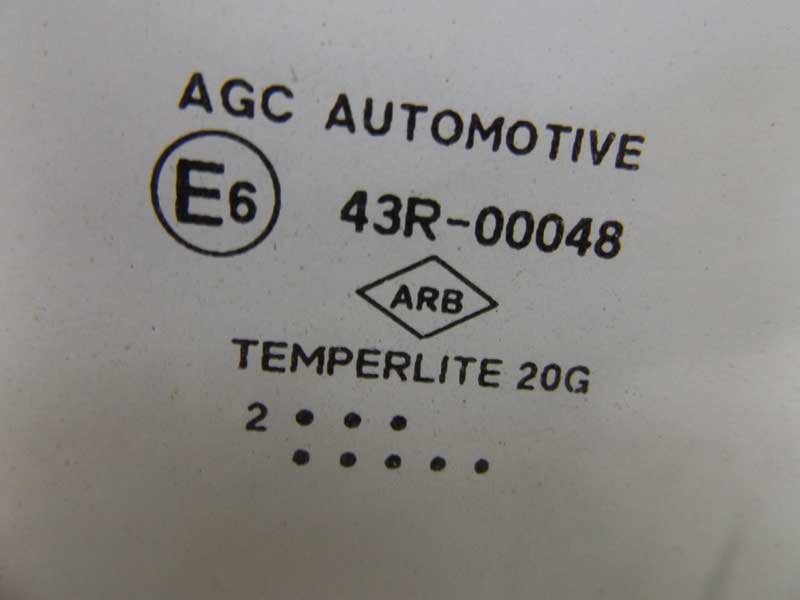 AGC AUTOMOTIVE
E6 43R-00048
ARB
TEMPERLITE 20G
2 • • •
• • • • •